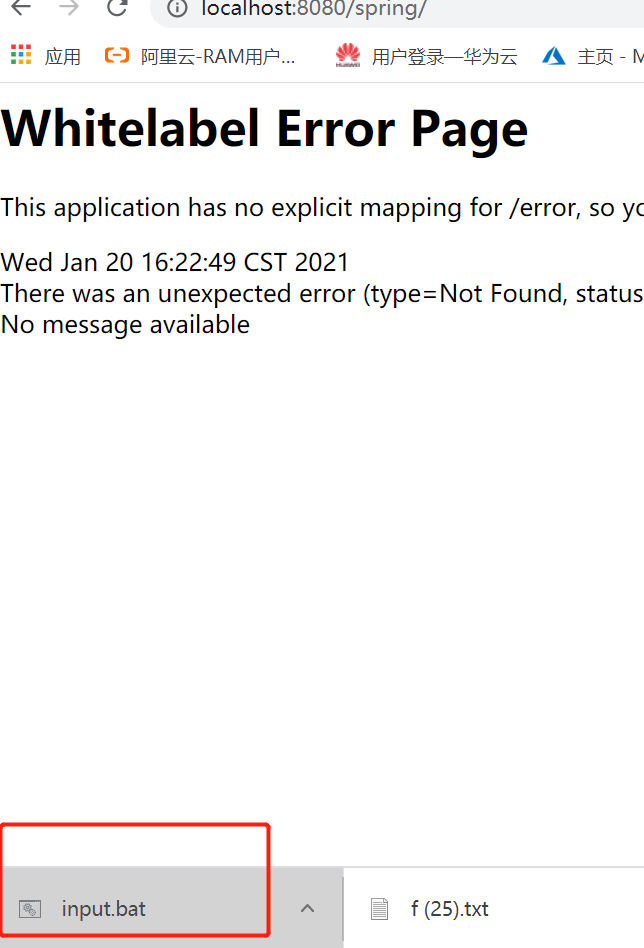 localhost:8080/spring/
应用 阿里云-RAM用户... HUAWEI 用户登录—华为云 主页 - M
Whitelabel Error Page
This application has no explicit mapping for /error, so yo
Wed Jan 20 16:22:49 CST 2021
There was an unexpected error (type=Not Found, status
No message available
input.bat f (25).txt